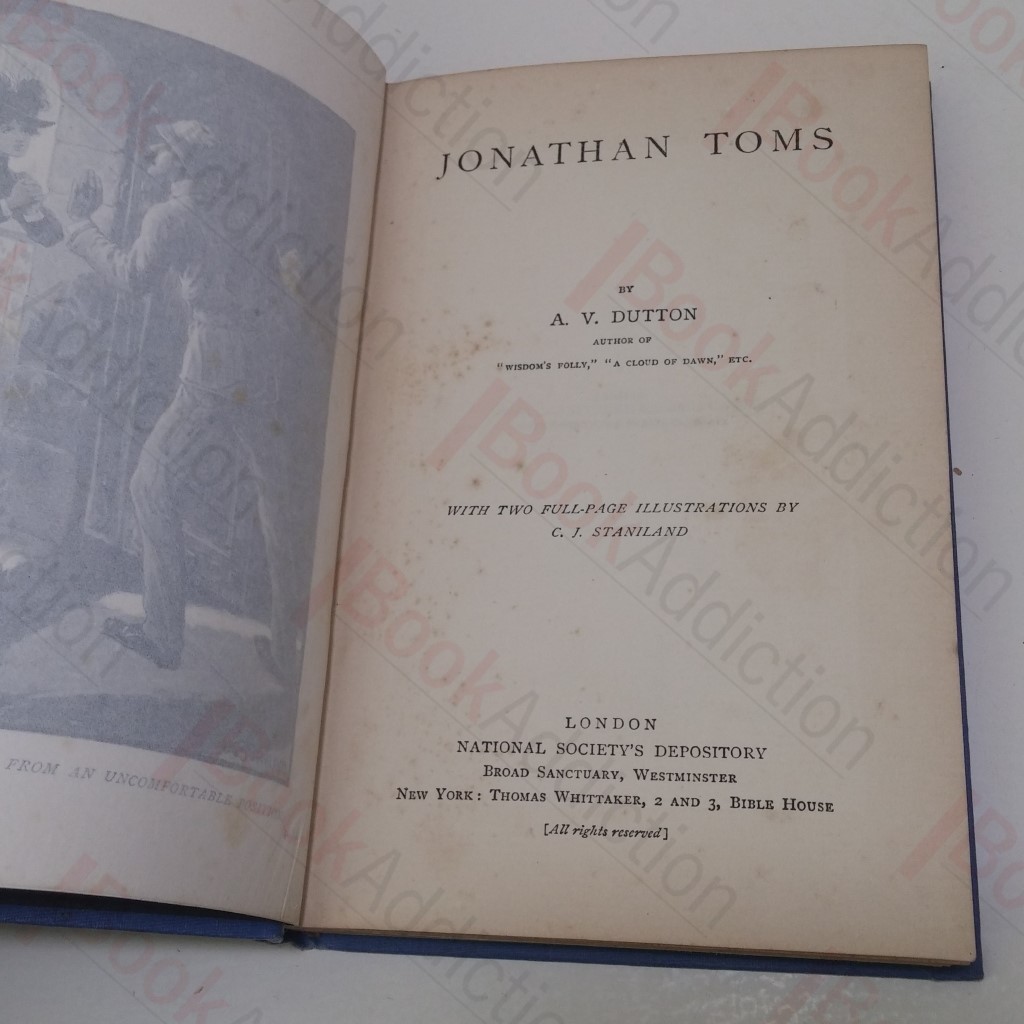 FROM AN UNCOMFORTABLE
JONATHAN TOMS
BY
A. V. DUTTON
AUTHOR OF
"WISDOM'S FOLLY," "A CLOUD OF DAWN," ETC.
WITH TWO FULL-PAGE ILLUSTRATIONS BY
C. J. STANILAND
LONDON
NATIONAL SOCIETY'S DEPOSITORY
BROAD SANCTUARY, WESTMINSTER
NEW YORK: THOMAS WHITTAKER, 2 AND 3, BIBLE HOUSE
[All rights reserved]
BookAddiction